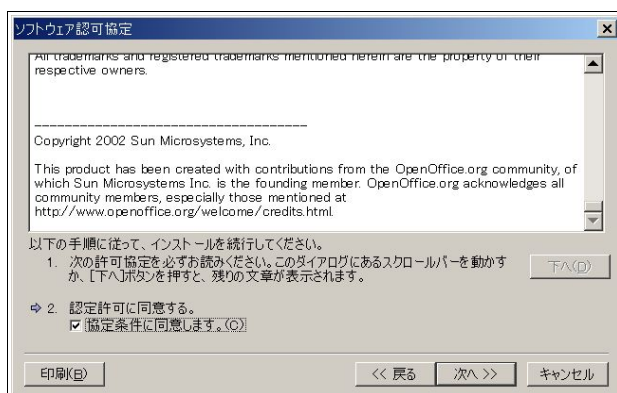 ソフトウェア認可協定
All trademarks and registered trademarks mentioned herein are the property of their
respective owners.
------------------------------------
Copyright 2002 Sun Microsystems, Inc.
This product has been created with contributions from the OpenOffice.org community, of
which Sun Microsystems Inc. is the founding member. OpenOffice.org acknowledges all
community members, especially those mentioned at
http://www.openoffice.org/welcome/credits.html.
以下の手順に従って、インストールを続行してください。
1. 次の許可協定を必ずお読みください。このダイアログにあるスクロールバーを動かす
か、[下へ]ボタンを押すと、残りの文章が表示されます。
下へ(D)
2. 認定許可に同意する。
協定条件に同意します。(C)
印刷(B)
<< 戻る
次へ >>
キャンセル